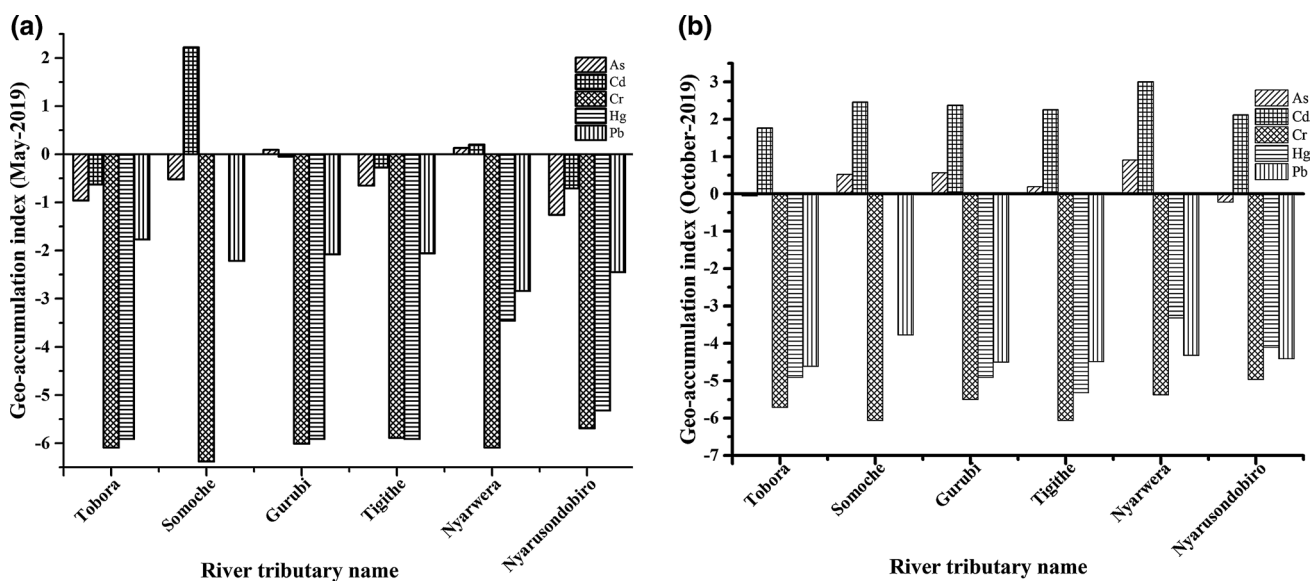 (a)
Geo-accumulation index (May-2019)
2
1
0
-1
-2
-3
-4
-5
-6
As
Cd
Cr
Hg
Pb
Tobora
Somoche
Gurubi
Tigithe
Nyarwera
Nyarusondobiro
River tributary name
(b)
Geo-accumulation index (October-2019)
3
2
1
0
-1
-2
-3
-4
-5
-6
-7
As
Cd
Cr
Hg
Pb
Tobora
Somoche
Gurubi
Tigithe
Nyarwera
Nyarusondobiro
River tributary name